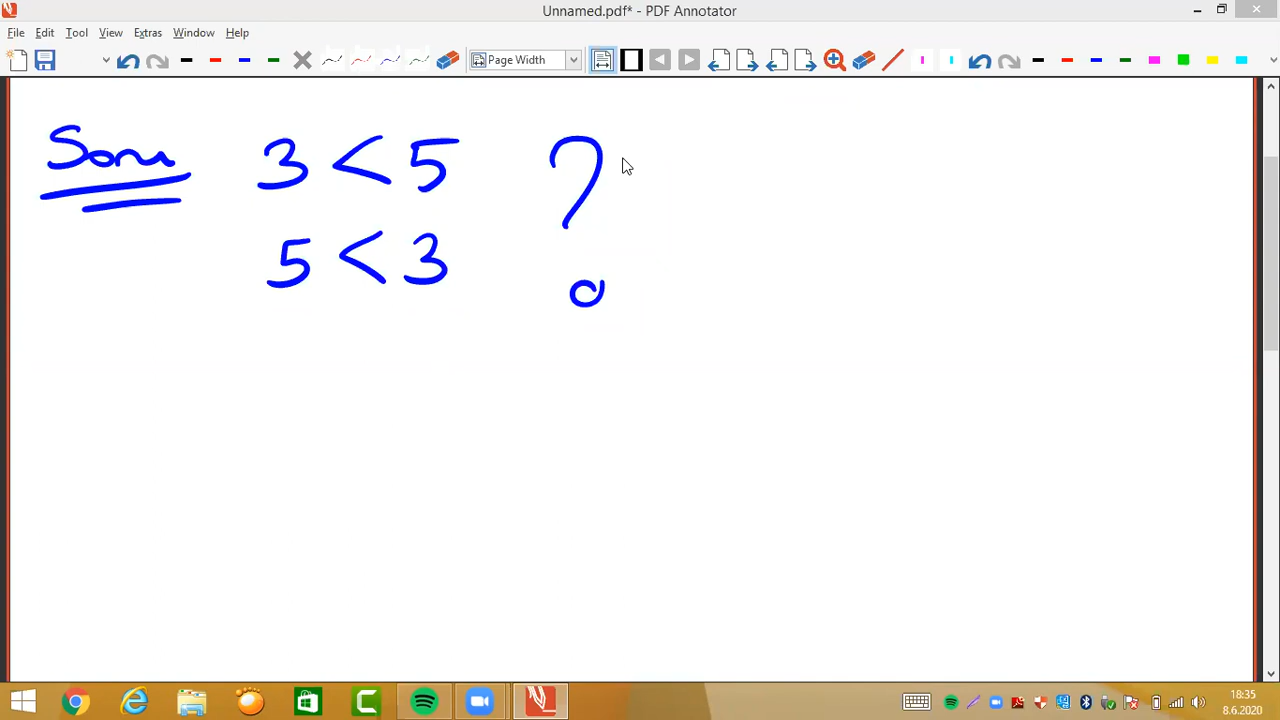 Unnamed.pdf* - PDF Annotator
File Edit Tool View Extras Window Help
Page Width
Soru 3 < 5 ?
5 < 3
18:35
8.6.2020